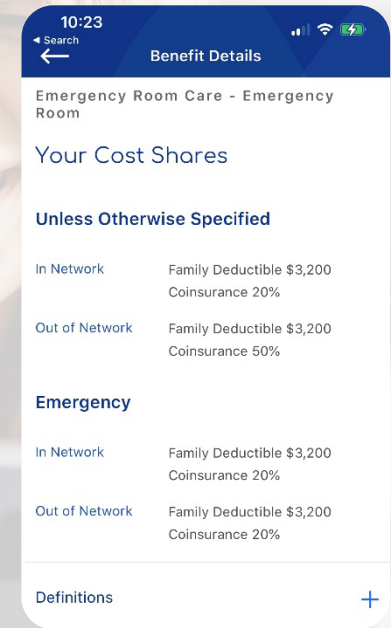 10:23
Search
Benefit Details
Emergency Room Care - Emergency
Room
Your Cost Shares
Unless Otherwise Specified
In Network Family Deductible $3,200
Coinsurance 20%
Out of Network Family Deductible $3,200
Coinsurance 50%
Emergency
In Network Family Deductible $3,200
Coinsurance 20%
Out of Network Family Deductible $3,200
Coinsurance 20%
Definitions +